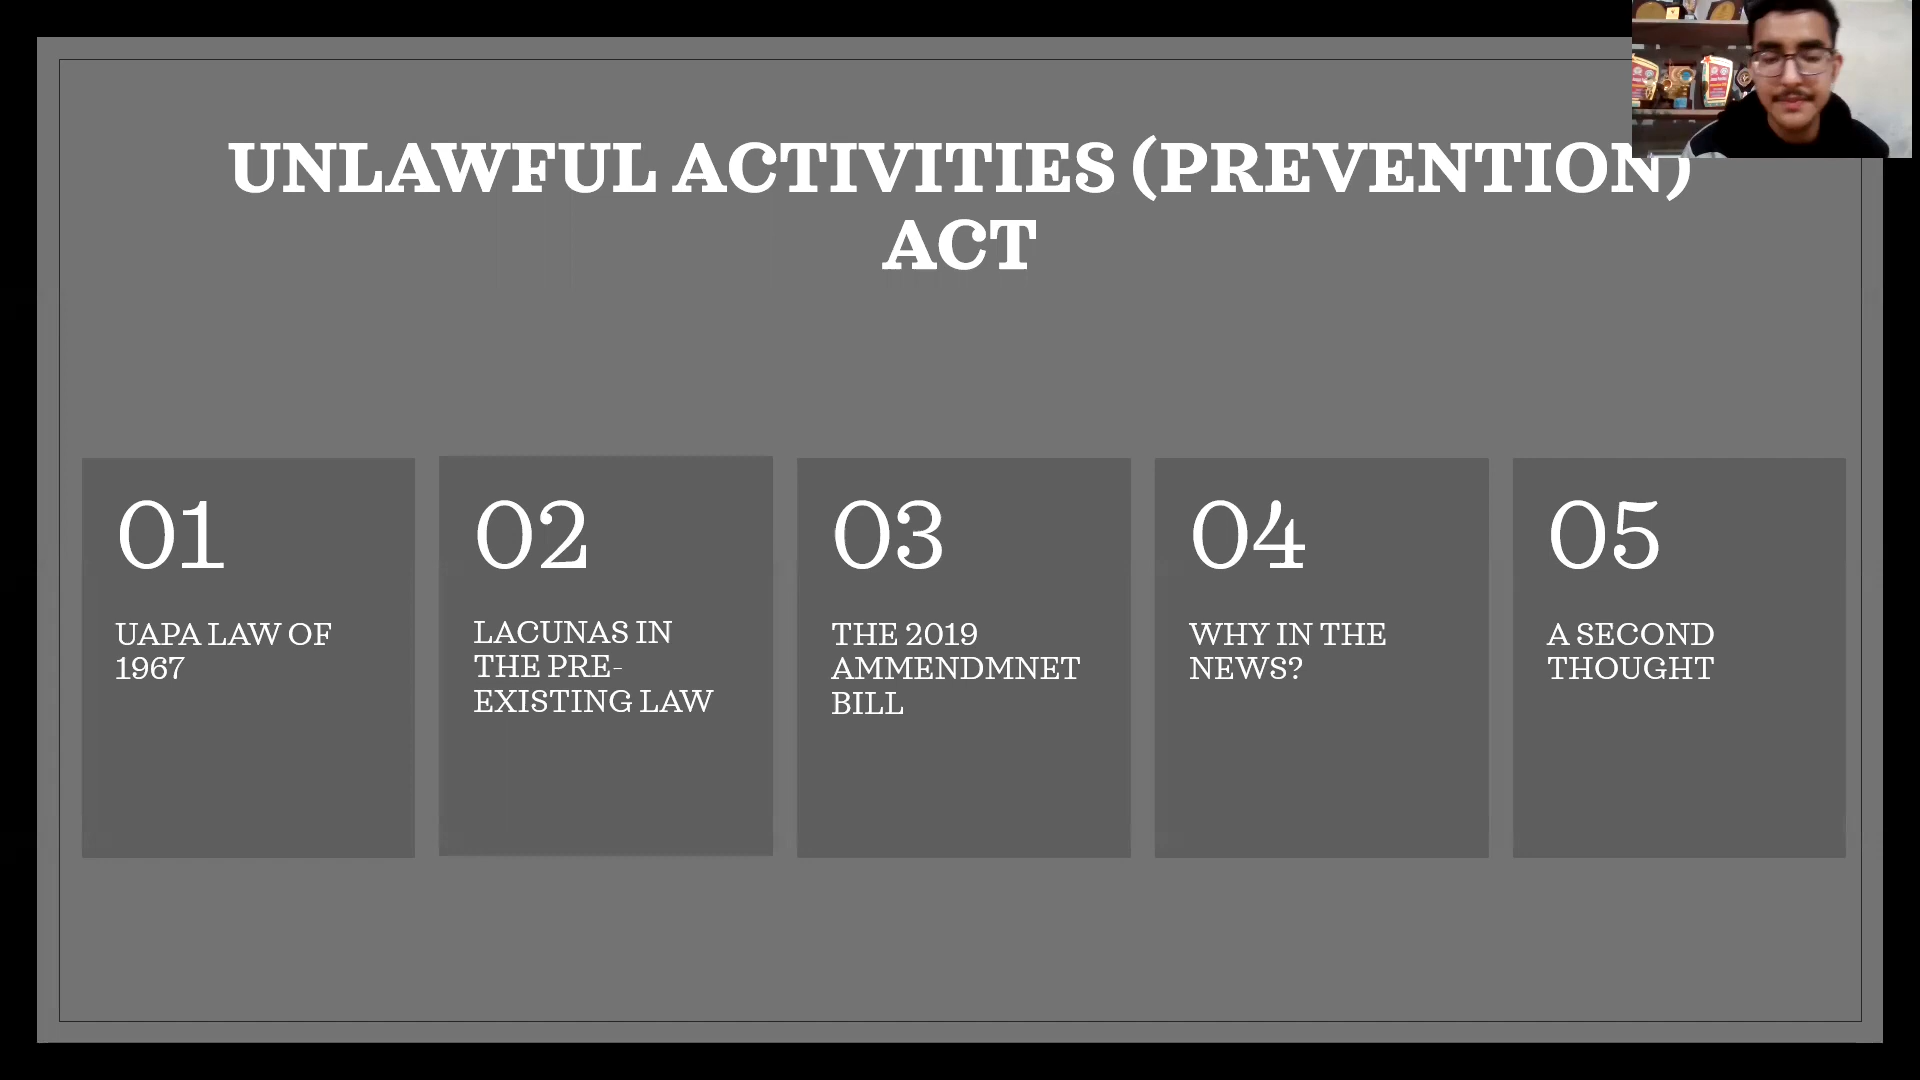 UNLAWFUL ACTIVITIES (PREVENTION)
ACT
01
UAPA LAW OF
1967
02
LACUNAS IN
THE PRE-
EXISTING LAW
03
THE 2019
AMMENDMNET
BILL
04
WHY IN THE
NEWS?
05
A SECOND
THOUGHT